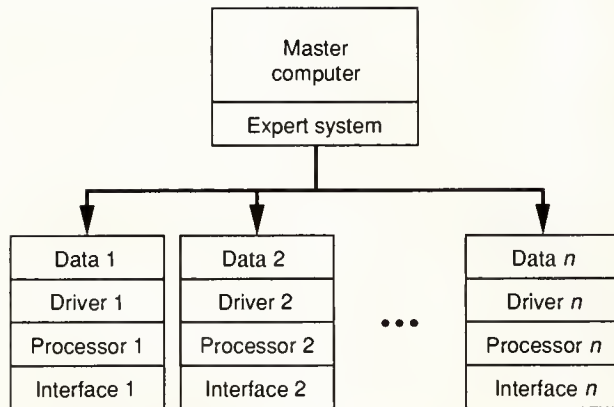 Master
computer
Expert system
Data 1
Driver 1
Processor 1
Interface 1
Data 2
Driver 2
Processor 2
Interface 2
•••
Data n
Driver n
Processor n
Interface n